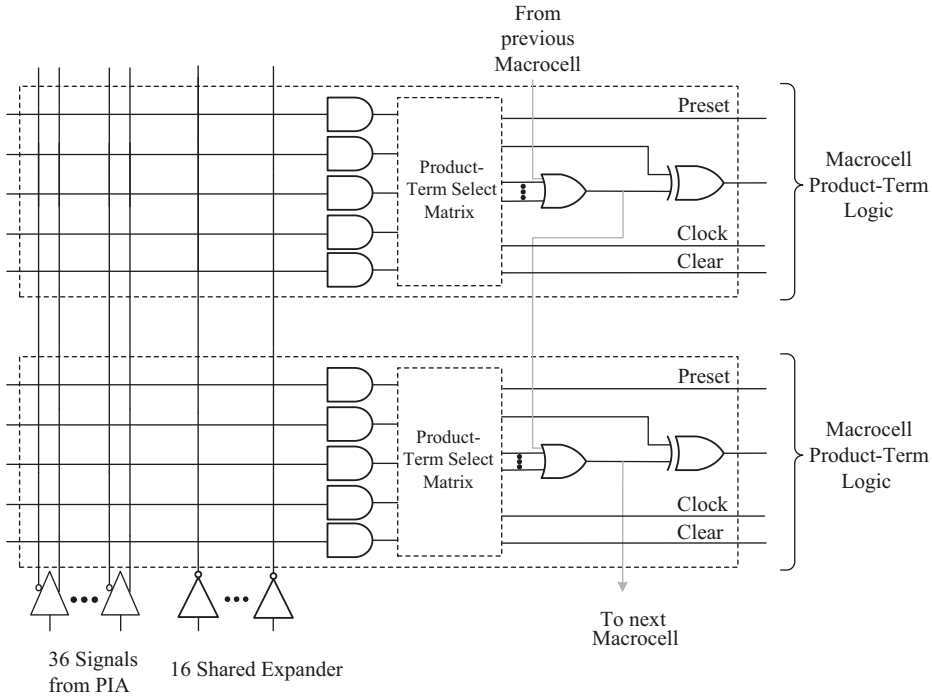 From
previous
Macrocell
Preset
Product-
Term Select
Matrix
Clock
Clear
Macrocell
Product-Term
Logic
Preset
Product-
Term Select
Matrix
Clock
Clear
Macrocell
Product-Term
Logic
To next
Macrocell
36 Signals
from PIA
16 Shared Expander